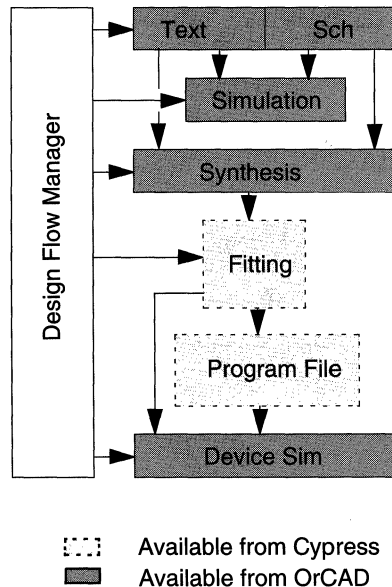 Text Sch
Simulation
Synthesis
Design Flow Manager
Fitting
Program File
Device Sim
Available from Cypress
Available from OrCAD